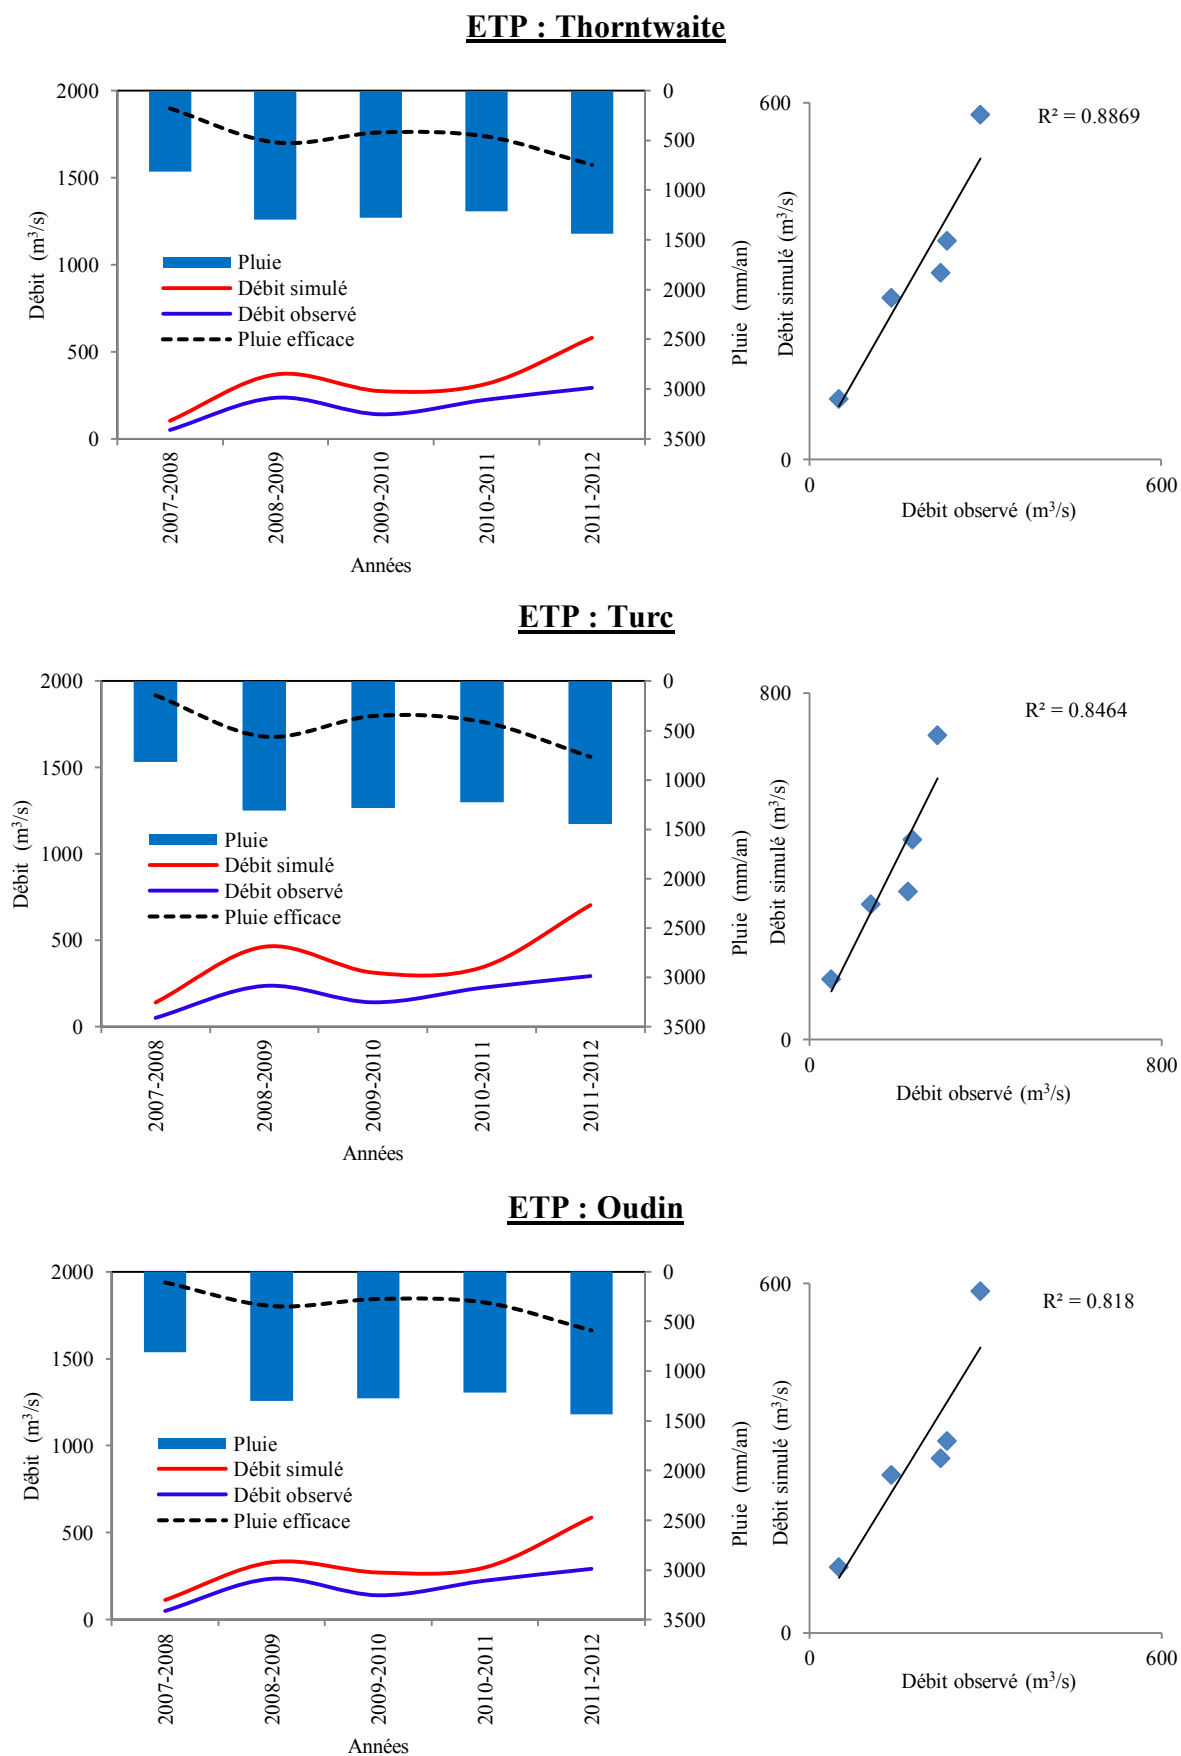 ETP : Thorntwaite
2000
1500
1000
500
0
Débit (m³/s)
0
500
1000
1500
2000
2500
3000
3500
Pluie (mm/an)
Pluie
Débit simulé
Débit observé
Pluie efficace
2007-2008
2008-2009
2009-2010
2010-2011
2011-2012
Années
600
0
Débit simulé (m³/s)
R² = 0.8869
0
600
Débit observé (m³/s)
ETP : Turc
2000
1500
1000
500
0
Débit (m³/s)
0
500
1000
1500
2000
2500
3000
3500
Pluie (mm/an)
Pluie
Débit simulé
Débit observé
Pluie efficace
2007-2008
2008-2009
2009-2010
2010-2011
2011-2012
Années
800
0
Débit simulé (m³/s)
R² = 0.8464
0
800
Débit observé (m³/s)
ETP : Oudin
2000
1500
1000
500
0
Débit (m³/s)
0
500
1000
1500
2000
2500
3000
3500
Pluie (mm/an)
Pluie
Débit simulé
Débit observé
Pluie efficace
2007-2008
2008-2009
2009-2010
2010-2011
2011-2012
Années
600
0
Débit simulé (m³/s)
R² = 0.818
0
600
Débit observé (m³/s)